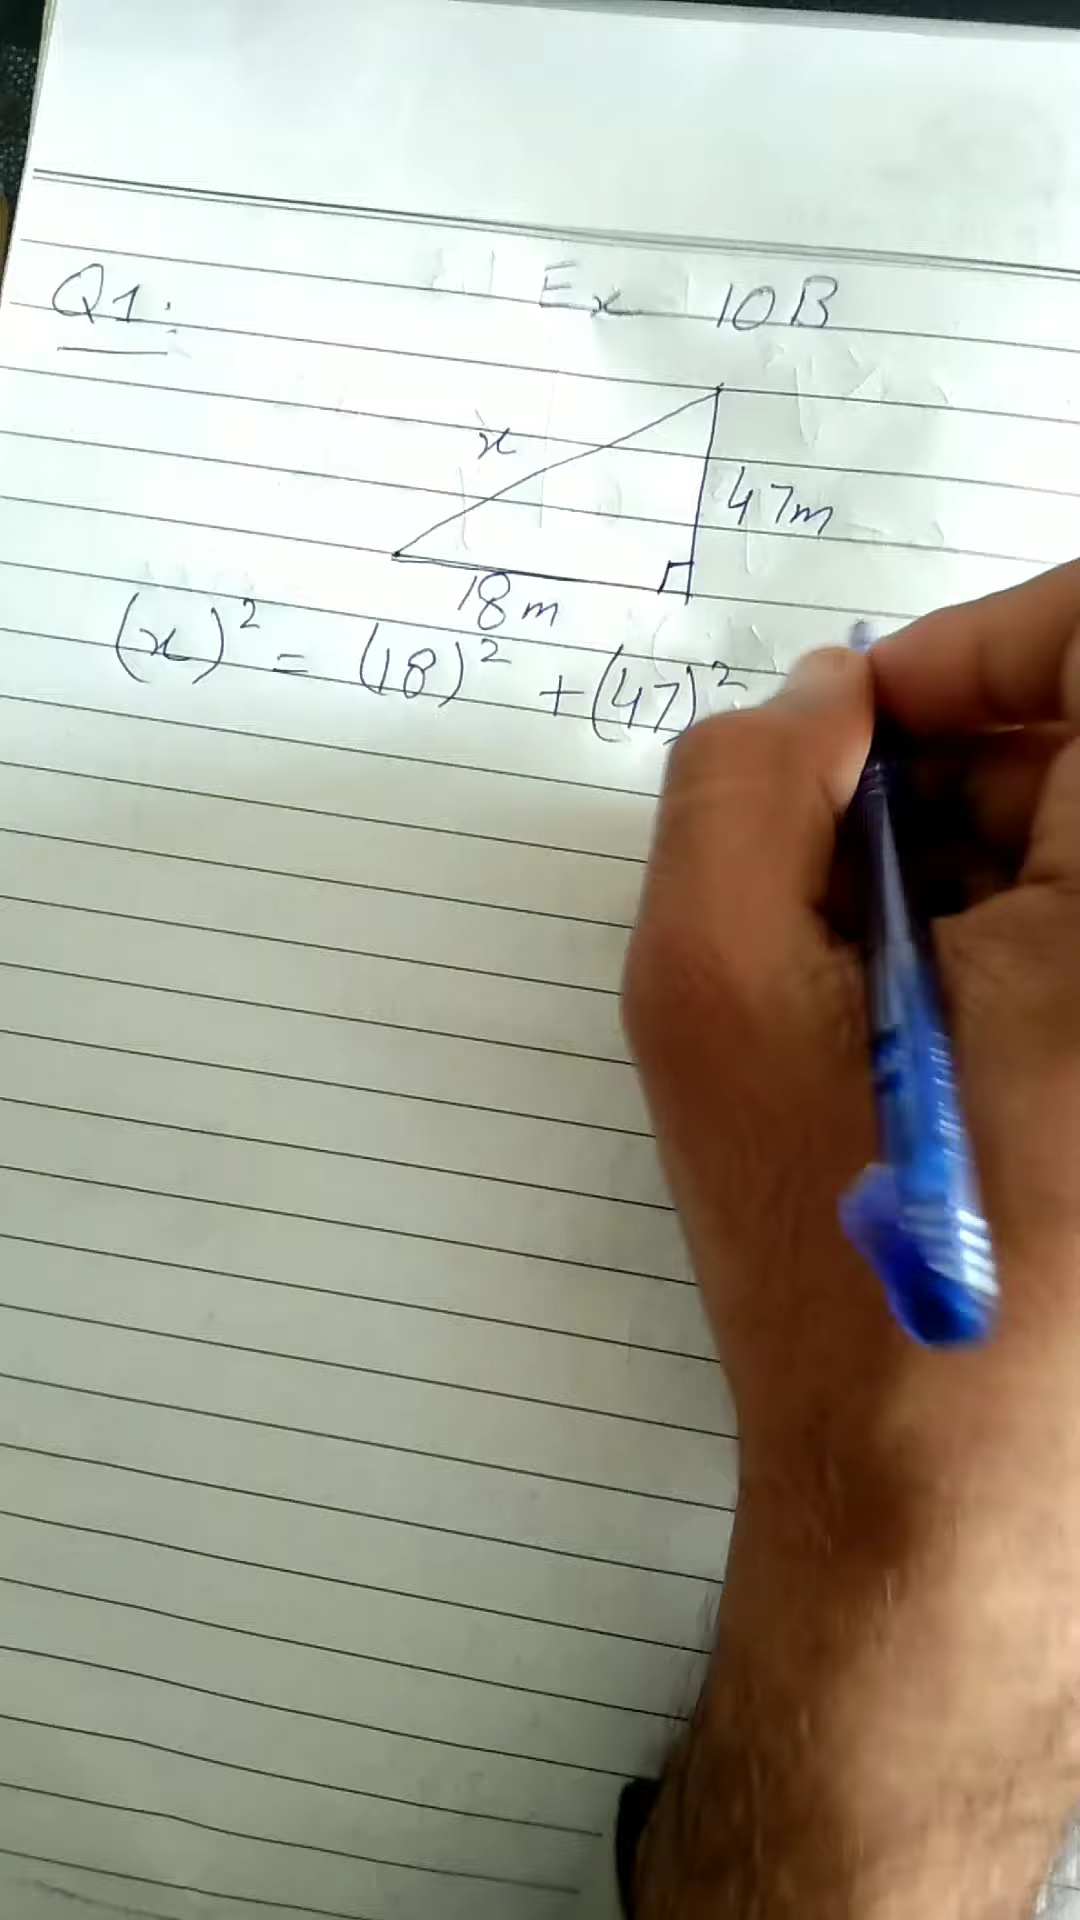 Ex 10B
Q1:
x
47m
18m
(x)² = (18)² + (47)²